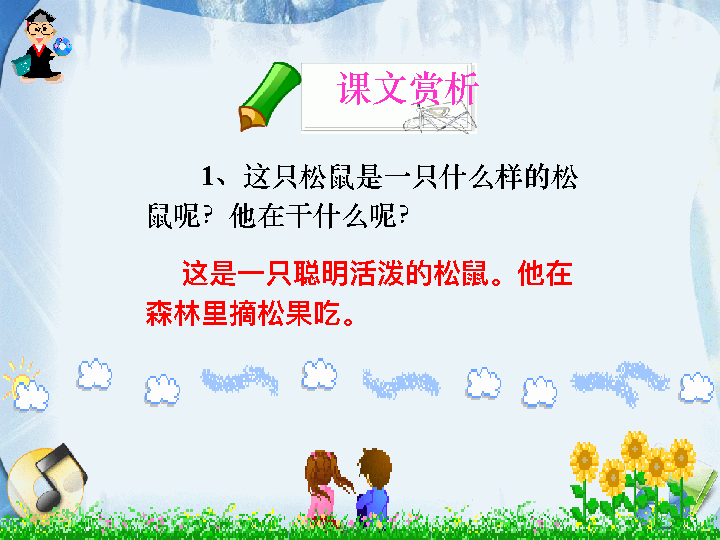 课文赏析
1、这只松鼠是一只什么样的松
鼠呢？他在干什么呢？
这是一只聪明活泼的松鼠。他在
森林里摘松果吃。